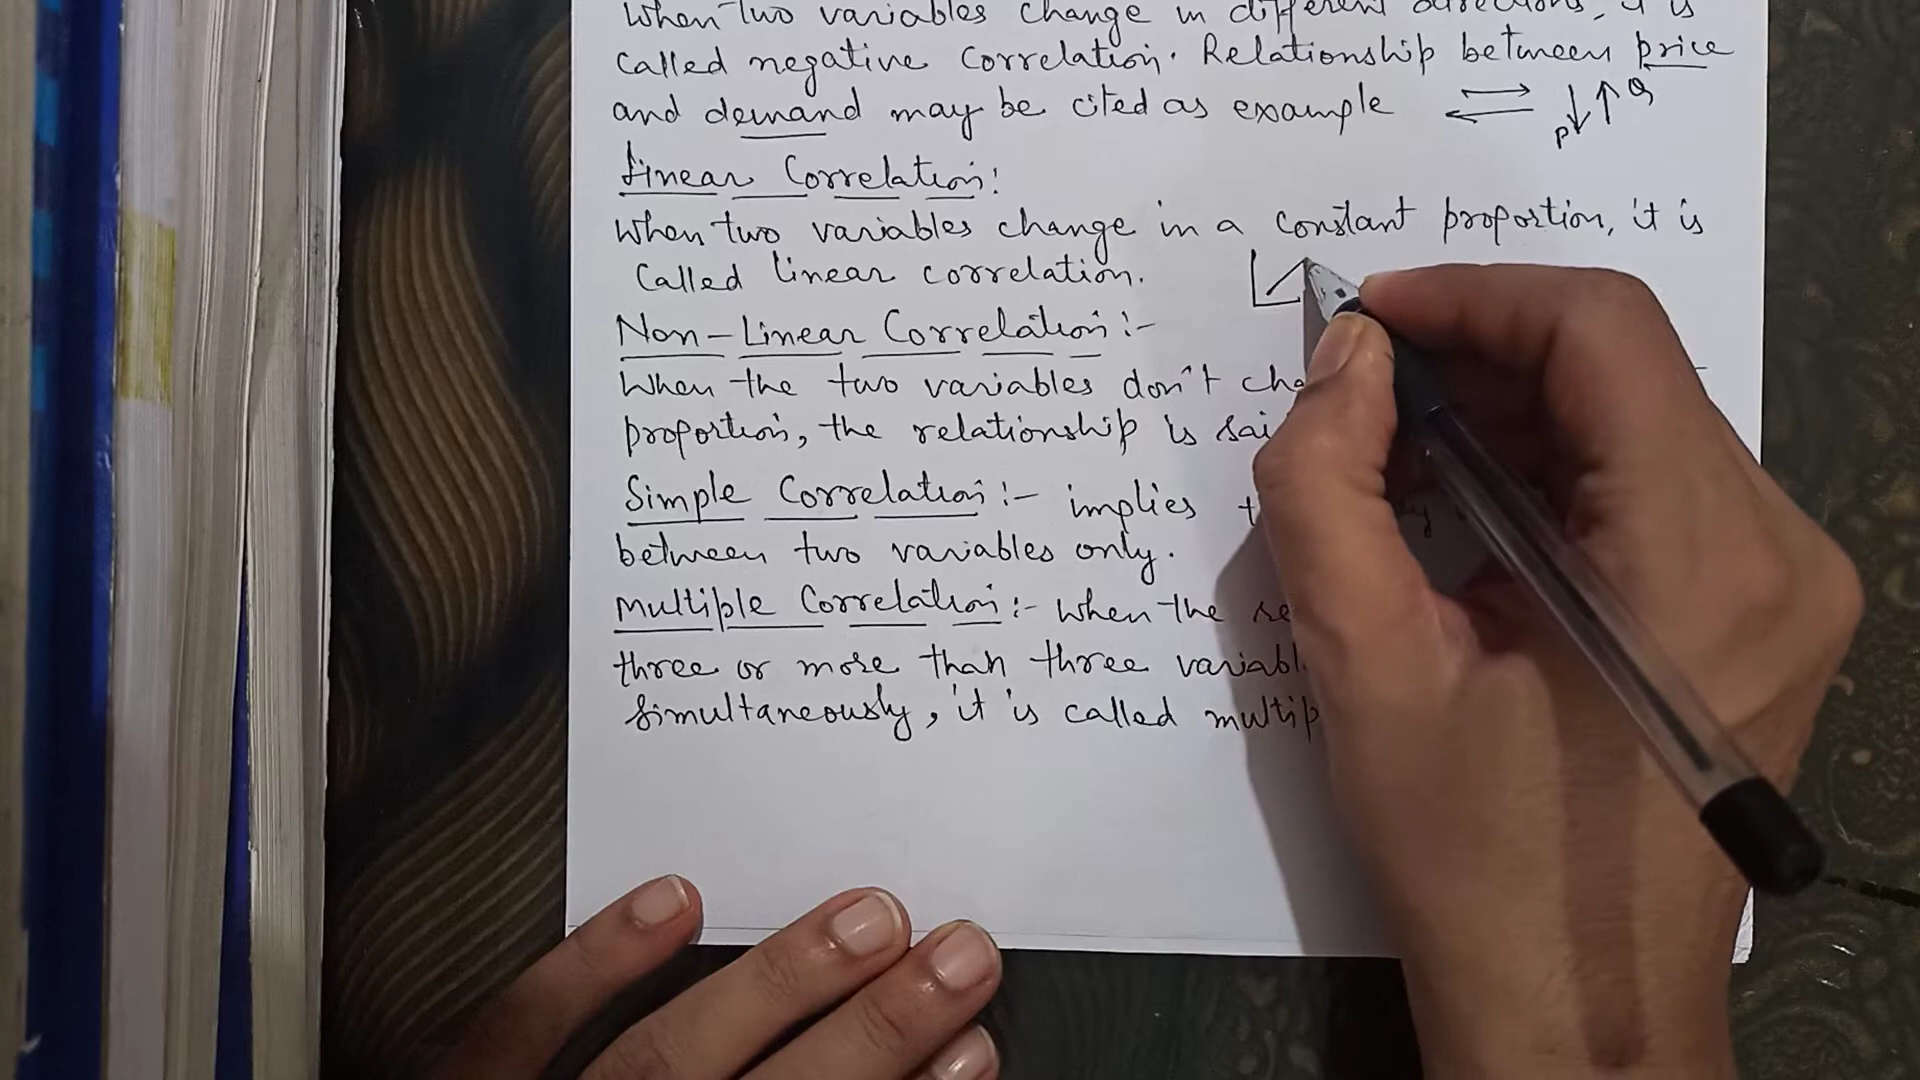 When two variables change in different directions, it is
called negative correlation. Relationship between price
and demand may be cited as example P Q
Linear Correlation:
When two variables change in a constant proportion, it is
called linear correlation.
Non-Linear Correlation:-
When the two variables don't
proportion, the relationship is
Simple Correlation:- implies
between two variables only.
Multiple Correlation:- when the
three or more than three
simultaneously, it is called